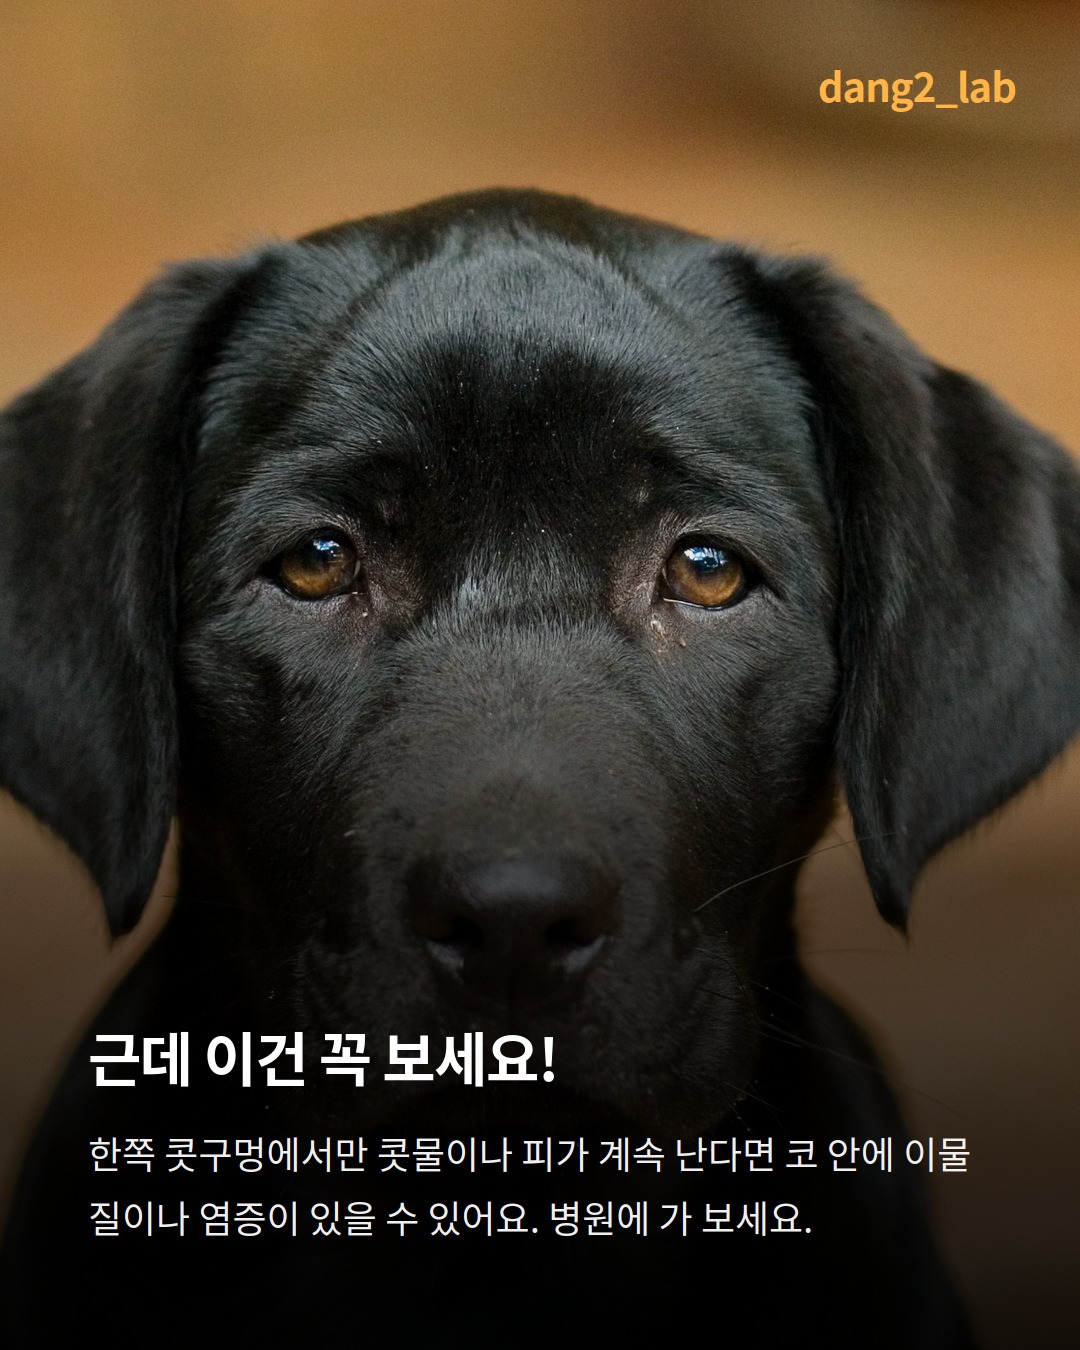 dang2_lab
근데 이건 꼭 보세요!
한쪽 콧구멍에서만 콧물이나 피가 계속 난다면 코 안에 이물
질이나 염증이 있을 수 있어요. 병원에 가 보세요.